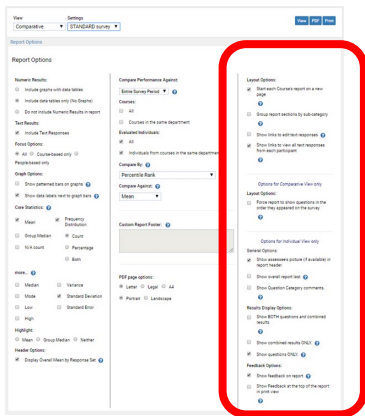 View
Settings
Comparative
STANDARD survey
View PDF Print
Report Options
Report Options
Numeric Results:
Include graphs with data tables
Include data tables only (No Graphs)
Do not include Numeric Results in report
Text Results:
Include Text Responses
Focus Options:
All Course-based only
People-based only
Graph Options:
Show patterned bars on graphs
Show data labels next to graph bars
Core Statistics:
Mean
Frequency
Distribution
Group Median
Count
N/A count
Percentage
Both
more...
Median
Variance
Mode
Standard Deviation
Low
Standard Error
High
Highlight:
Mean Group Median Neither
Header Options:
Display Overall Mean by Response Set
Compare Performance Against:
Entire Survey Period
Courses:
All
Courses in the same department
Evaluated Individuals:
All
Individuals from courses in the same department
Compare By:
Percentile Rank
Compare Against:
Mean
Custom Report Footer:
PDF page options:
Letter Legal A4
Portrait Landscape
Layout Options:
Start each Course's report on a new
page
Group report sections by sub-category
Show links to edit text responses
Show links to view all text responses
from each participant
Options for Comparative View only
Layout Options:
Force report to show questions in the
order they appeared on the survey
Options for Individual View only
General Options:
Show assessee's picture (if available) in
report header
Show overall report text
Show Question Category comments
Results Display Options:
Show BOTH questions and combined
results
Show combined results ONLY
Show questions ONLY
Feedback Options:
Show feedback on report
Show Feedback at the top of the report
in print view